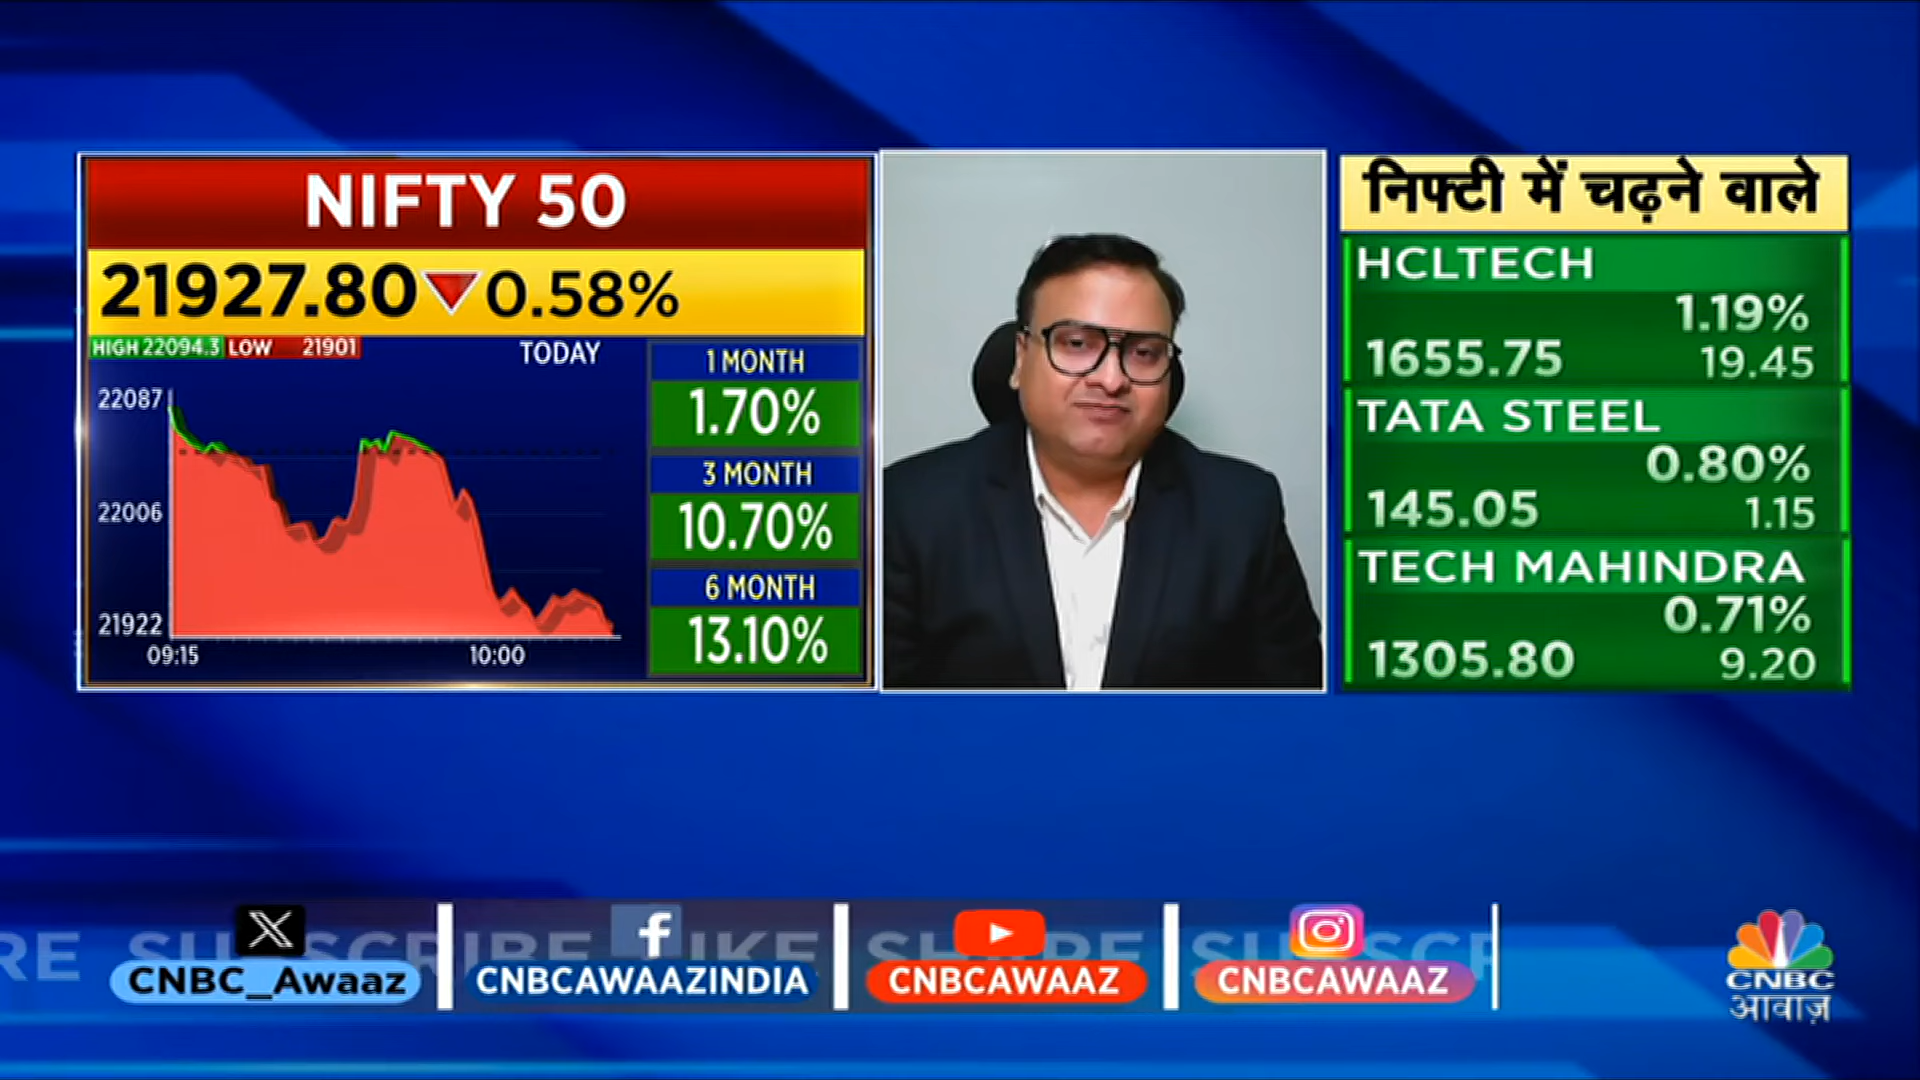 NIFTY 50
21927.80 0.58%
HIGH 22094.3 LOW 21901
TODAY
22087
22006
21922
09:15 10:00
1 MONTH
1.70%
3 MONTH
10.70%
6 MONTH
13.10%
निफ्टी में चढ़ने वाले
HCLTECH
1.19%
1655.75 19.45
TATA STEEL
0.80%
145.05 1.15
TECH MAHINDRA
0.71%
1305.80 9.20
CNBC_Awaaz
CNBCAWAAZINDIA
CNBCAWAAZ
CNBCAWAAZ
CNBC
आवाज़